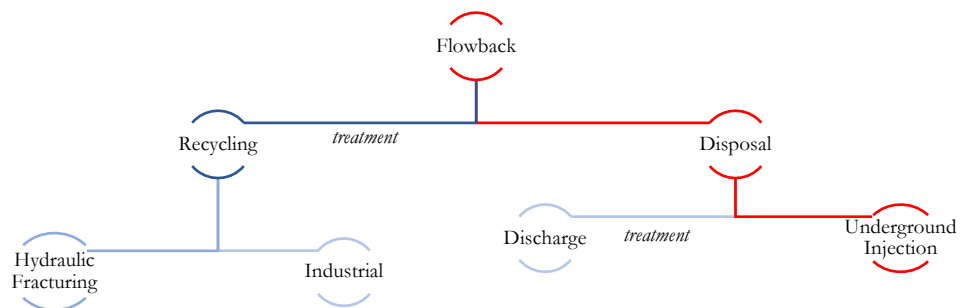 Flowback
Recycling
treatment
Disposal
Discharge
treatment
Underground
Injection
Hydraulic
Fracturing
Industrial